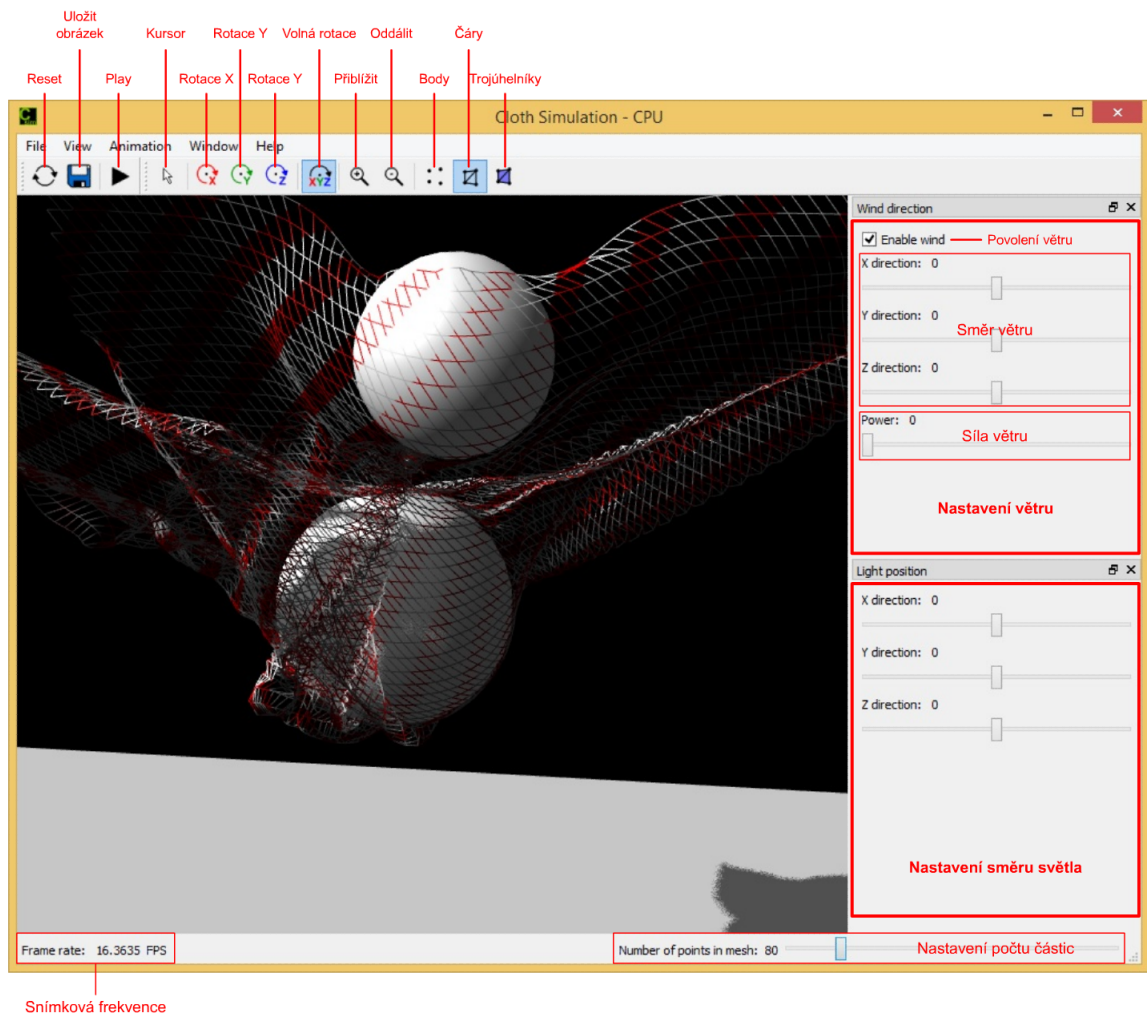 Uložit
obrázek
Kursor
Rotace Y
Volná rotace
Oddálit
Čáry
Reset
Play
Rotace X
Rotace Y
Přiblížit
Body
Trojúhelníky
Cloth Simulation - CPU
File View Animation Window Help
X
Y
Z
XYZ
Wind direction
Enable wind
Povolení větru
X direction: 0
Y direction: 0
Směr větru
Z direction: 0
Power: 0
Síla větru
Nastavení větru
Light position
X direction: 0
Y direction: 0
Z direction: 0
Nastavení směru světla
Frame rate: 16.3635 FPS
Number of points in mesh: 80
Nastavení počtu částic
Snímková frekvence